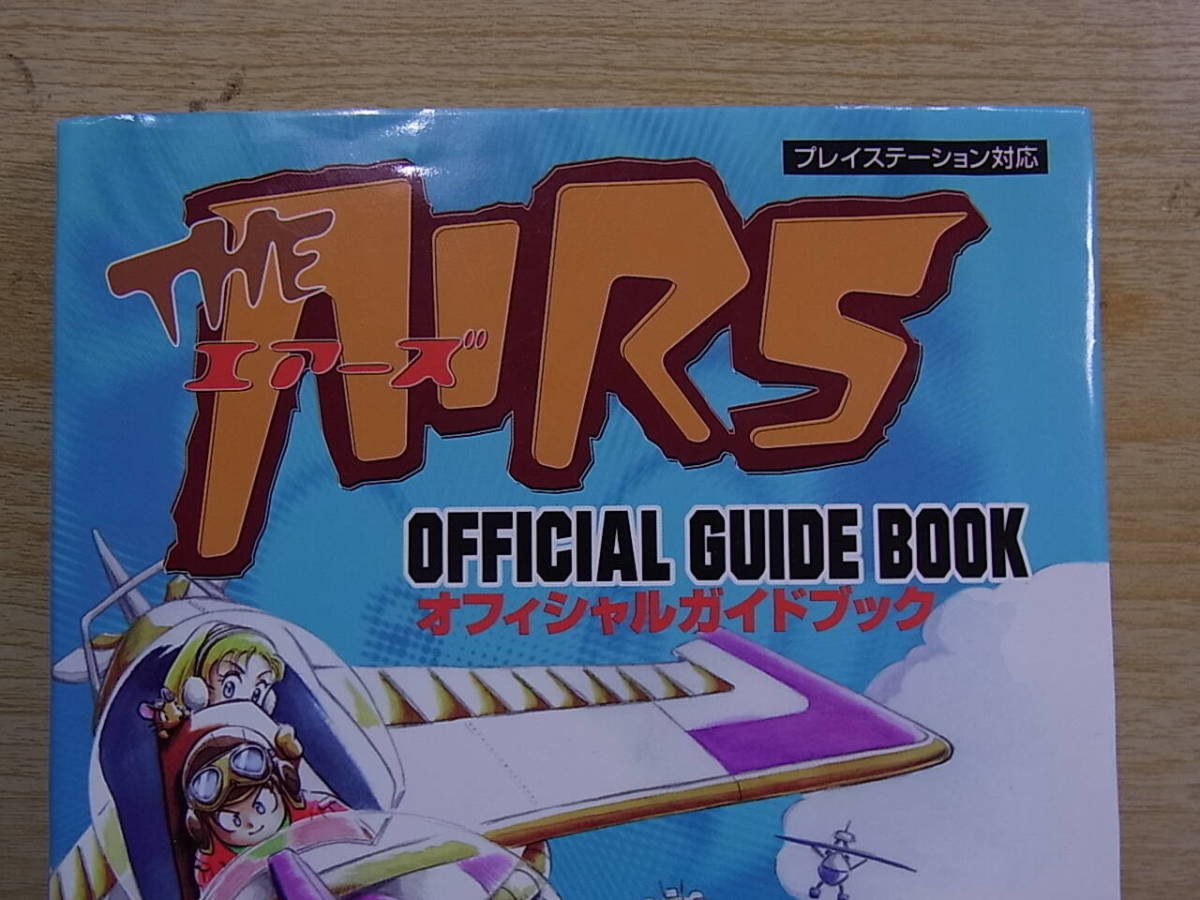 プレイステーション対応
THE
AIRS
エアーズ
OFFICIAL GUIDE BOOK
オフィシャルガイドブック